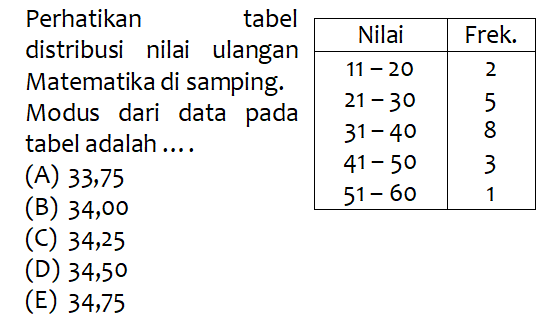 Perhatikan tabel
distribusi nilai ulangan
Matematika di samping.
Modus dari data pada
tabel adalah ....
(A) 33,75
(B) 34,00
(C) 34,25
(D) 34,50
(E) 34,75
Nilai Frek.
11 – 20 2
21 – 30 5
31 – 40 8
41 – 50 3
51 – 60 1